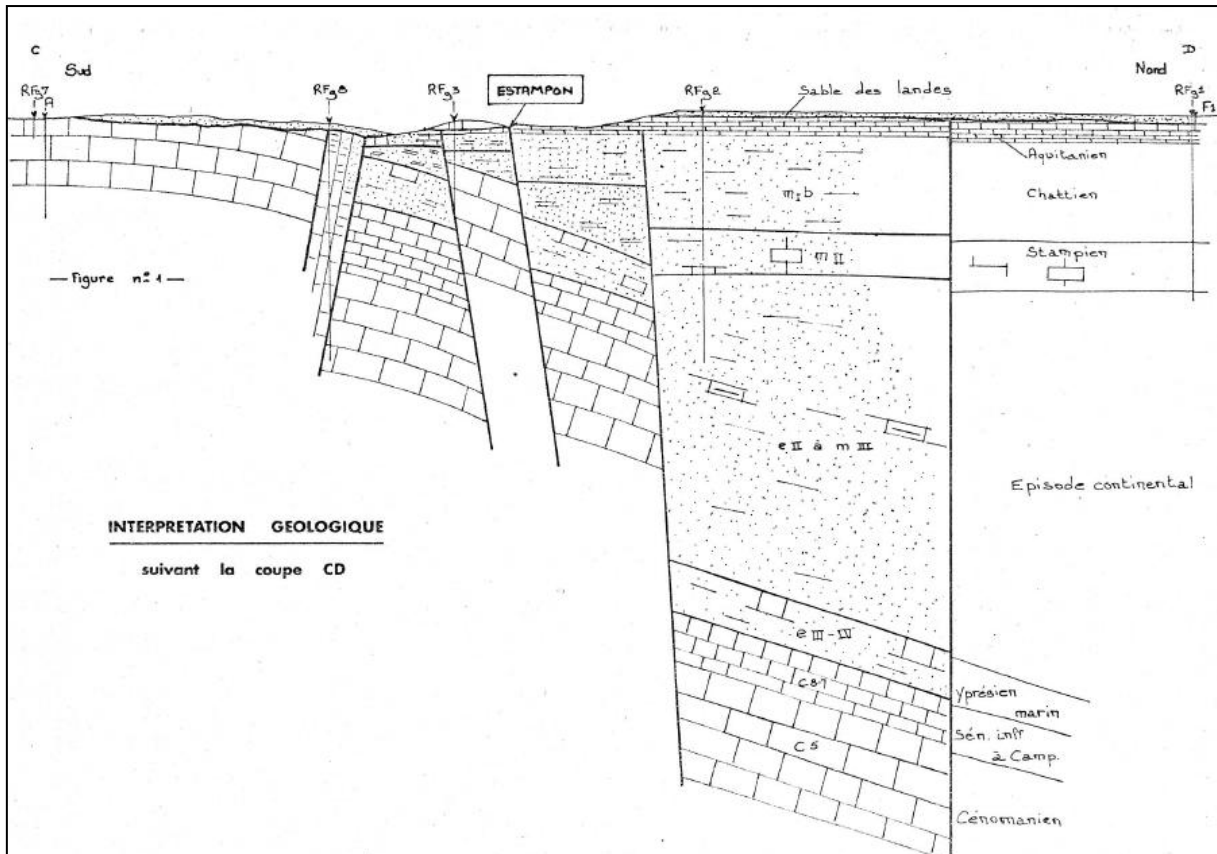 C
Sud
D
Nord
RFg7
A
RFg8
RFg3
ESTAMPON
RFg2
Sable des landes
RFg1
F1
Aquitanien
m₁b
Chattien
Stampien
m II
— Figure n° 1 —
e II à m III
Episode continental
INTERPRETATION GEOLOGIQUE
suivant la coupe CD
e III - IV
C8-7
Yprésien
marin
Sén. infr
à Camp.
C5
Cénomanien